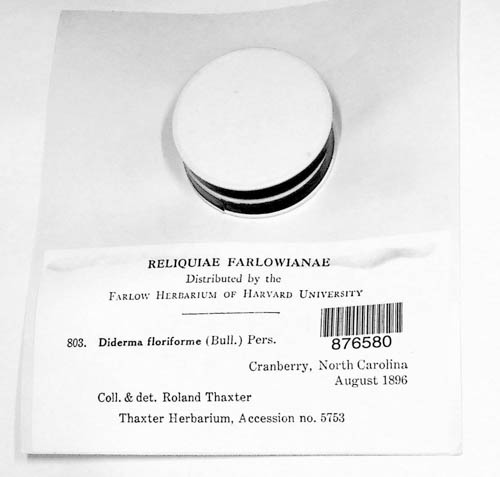 RELIQUIAE FARLOWIANAE
Distributed by the
FARLOW HERBARIUM OF HARVARD UNIVERSITY
803. Diderma floriforme (Bull.) Pers.
876580
Cranberry, North Carolina
August 1896
Coll. & det. Roland Thaxter
Thaxter Herbarium, Accession no. 5753